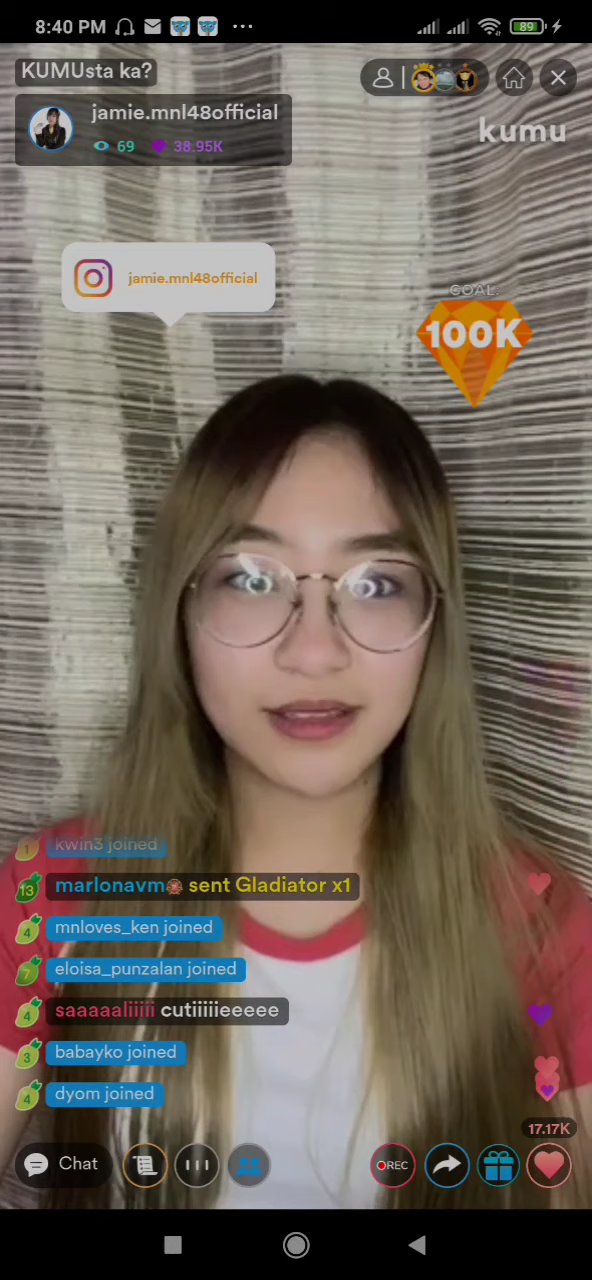 8:40 PM
89
KUMUsta ka?
jamie.mnl48official
69 38.95K
kumu
jamie.mnl48official
GOAL:
100K
1 kwin3 joined
13 marlonavm sent Gladiator x1
4 mnloves_ken joined
7 eloisa_punzalan joined
4 saaaaaliiiii cutiiiiieeeee
3 babayko joined
4 dyom joined
17.17K
Chat
REC